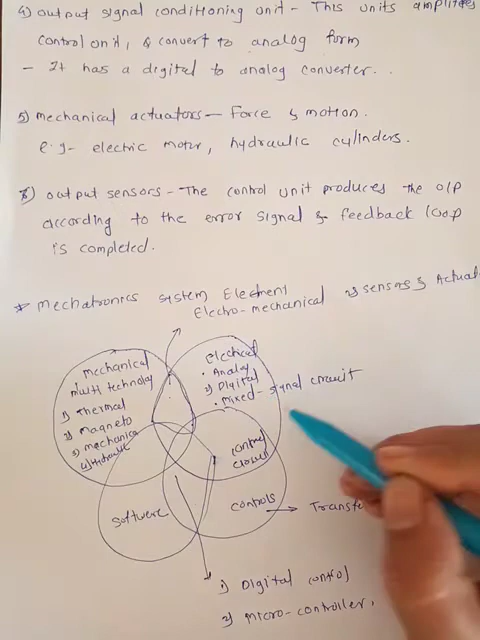 4) output signal conditioning unit - This units amplifies
control unit, & convert to analog form
- It has a digital to analog converter.
5) mechanical actuators - Force & motion.
e.g - electric motor, hydraulic cylinders.
6) output sensors - The control unit produces the O/P
according to the error signal & feedback loop
is completed.
* Mechatronics system Element
Electro-mechanical sensors & Actuat
mechanical
multi technology
1) Thermal
2) magneto
3) mechanica
4)
Electrical
• Analog
2) Digital
• mixed - signal circuit
control
closed
software
controls → Transfe
1) Digital control
2) micro-controller,